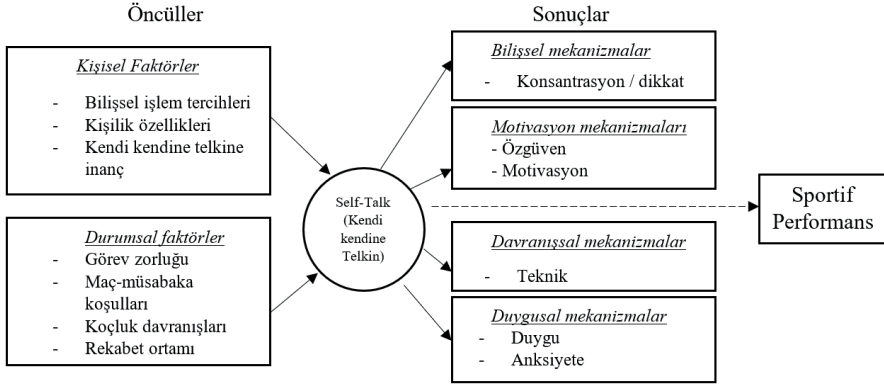 Öncüller
Kişisel Faktörler
- Bilişsel işlem tercihleri
- Kişilik özellikleri
- Kendi kendine telkine
inanç
Durumsal faktörler
- Görev zorluğu
- Maç-müsabaka
koşulları
- Koçluk davranışları
- Rekabet ortamı
Self-Talk
(Kendi
kendine
Telkin)
Sonuçlar
Bilişsel mekanizmalar
- Konsantrasyon / dikkat
Motivasyon mekanizmaları
- Özgüven
- Motivasyon
Davranışsal mekanizmalar
- Teknik
Duygusal mekanizmalar
- Duygu
- Anksiyete
Sportif
Performans